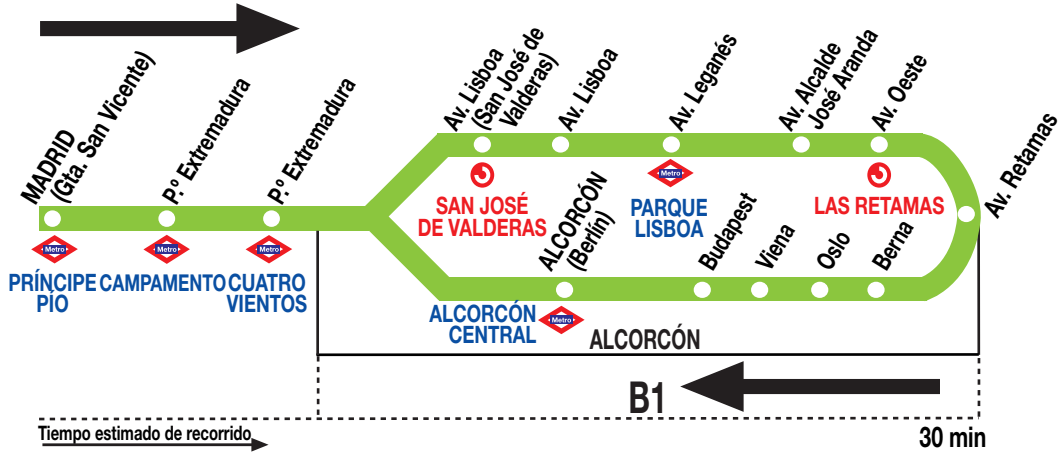 MADRID
(Gta. San Vicente)
P.º Extremadura
P.º Extremadura
Av. Lisboa
(San José de
Valderas)
Av. Lisboa
Av. Leganés
Av. Alcalde
José Aranda
Av. Oeste
Av. Retamas
Metro
PRÍNCIPE
PÍO
Metro
CAMPAMENTO
Metro
CUATRO
VIENTOS
SAN JOSÉ
DE VALDERAS
Metro
PARQUE
LISBOA
LAS RETAMAS
ALCORCÓN
(Berlín)
Budapest
Viena
Oslo
Berna
ALCORCÓN
CENTRAL
Metro
ALCORCÓN
B1
Tiempo estimado de recorrido
30 min